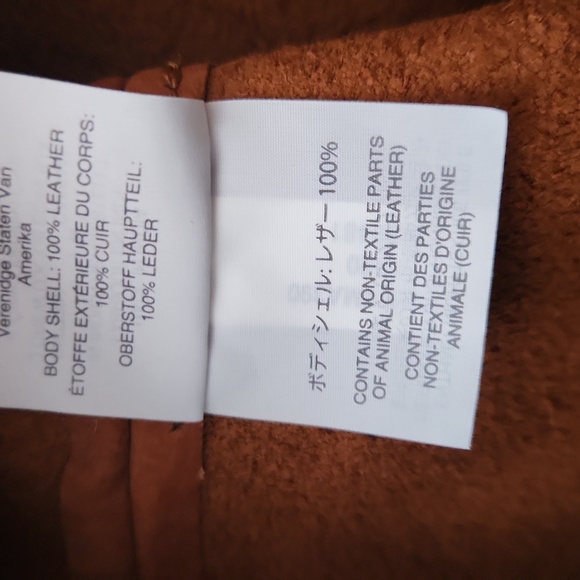 Verenidge Staten Van
Amerika
BODY SHELL: 100% LEATHER
ÉTOFFE EXTÉRIEURE DU CORPS:
100% CUIR
OBERSTOFF HAUPTTEIL:
100% LEDER
ボディシェル: レザー 100%
CONTAINS NON-TEXTILE PARTS
OF ANIMAL ORIGIN (LEATHER)
CONTIENT DES PARTIES
NON-TEXTILES D'ORIGINE
ANIMALE (CUIR)